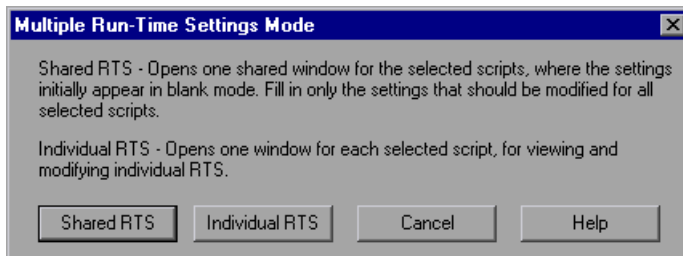 Multiple Run-Time Settings Mode
Shared RTS - Opens one shared window for the selected scripts, where the settings
initially appear in blank mode. Fill in only the settings that should be modified for all
selected scripts.
Individual RTS - Opens one window for each selected script, for viewing and
modifying individual RTS.
Shared RTS Individual RTS Cancel Help